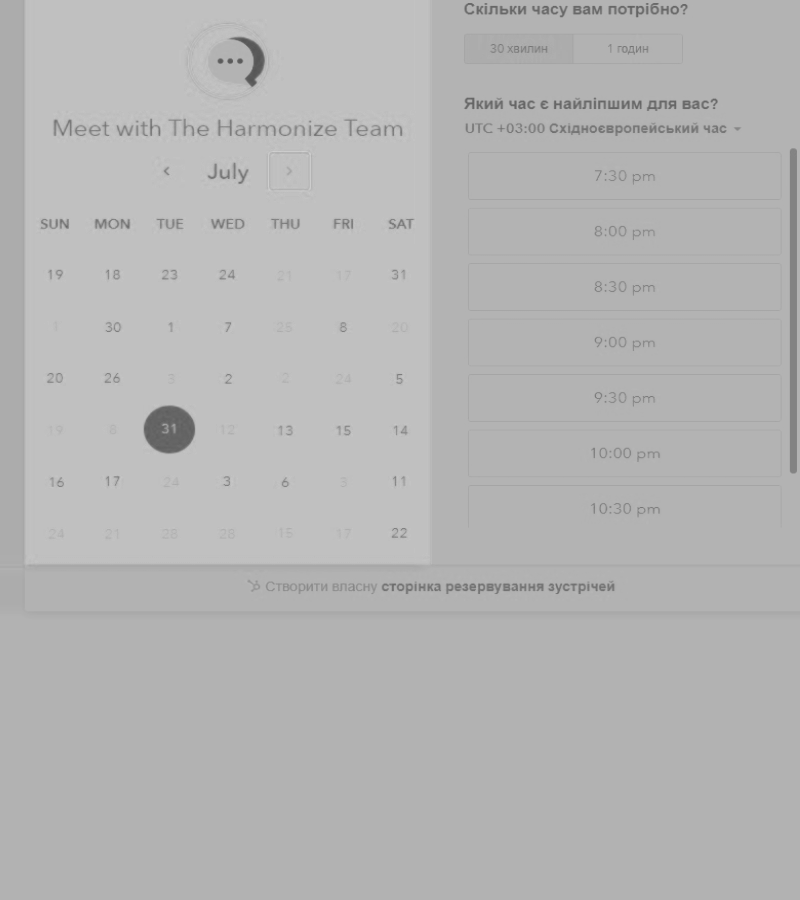 Meet with The Harmonize Team
July
SUN MON TUE WED THU FRI SAT
19 18 23 24 21 17 31
1 30 1 7 25 8 20
20 26 3 2 2 24 5
19 8 31 12 13 15 14
16 17 24 3 6 3 11
24 21 28 28 15 17 22
Скільки часу вам потрібно?
30 хвилин 1 годин
Який час є найліпшим для вас?
UTC +03:00 Східноєвропейський час
7:30 pm
8:00 pm
8:30 pm
9:00 pm
9:30 pm
10:00 pm
10:30 pm
Створити власну сторінка резервування зустрічей